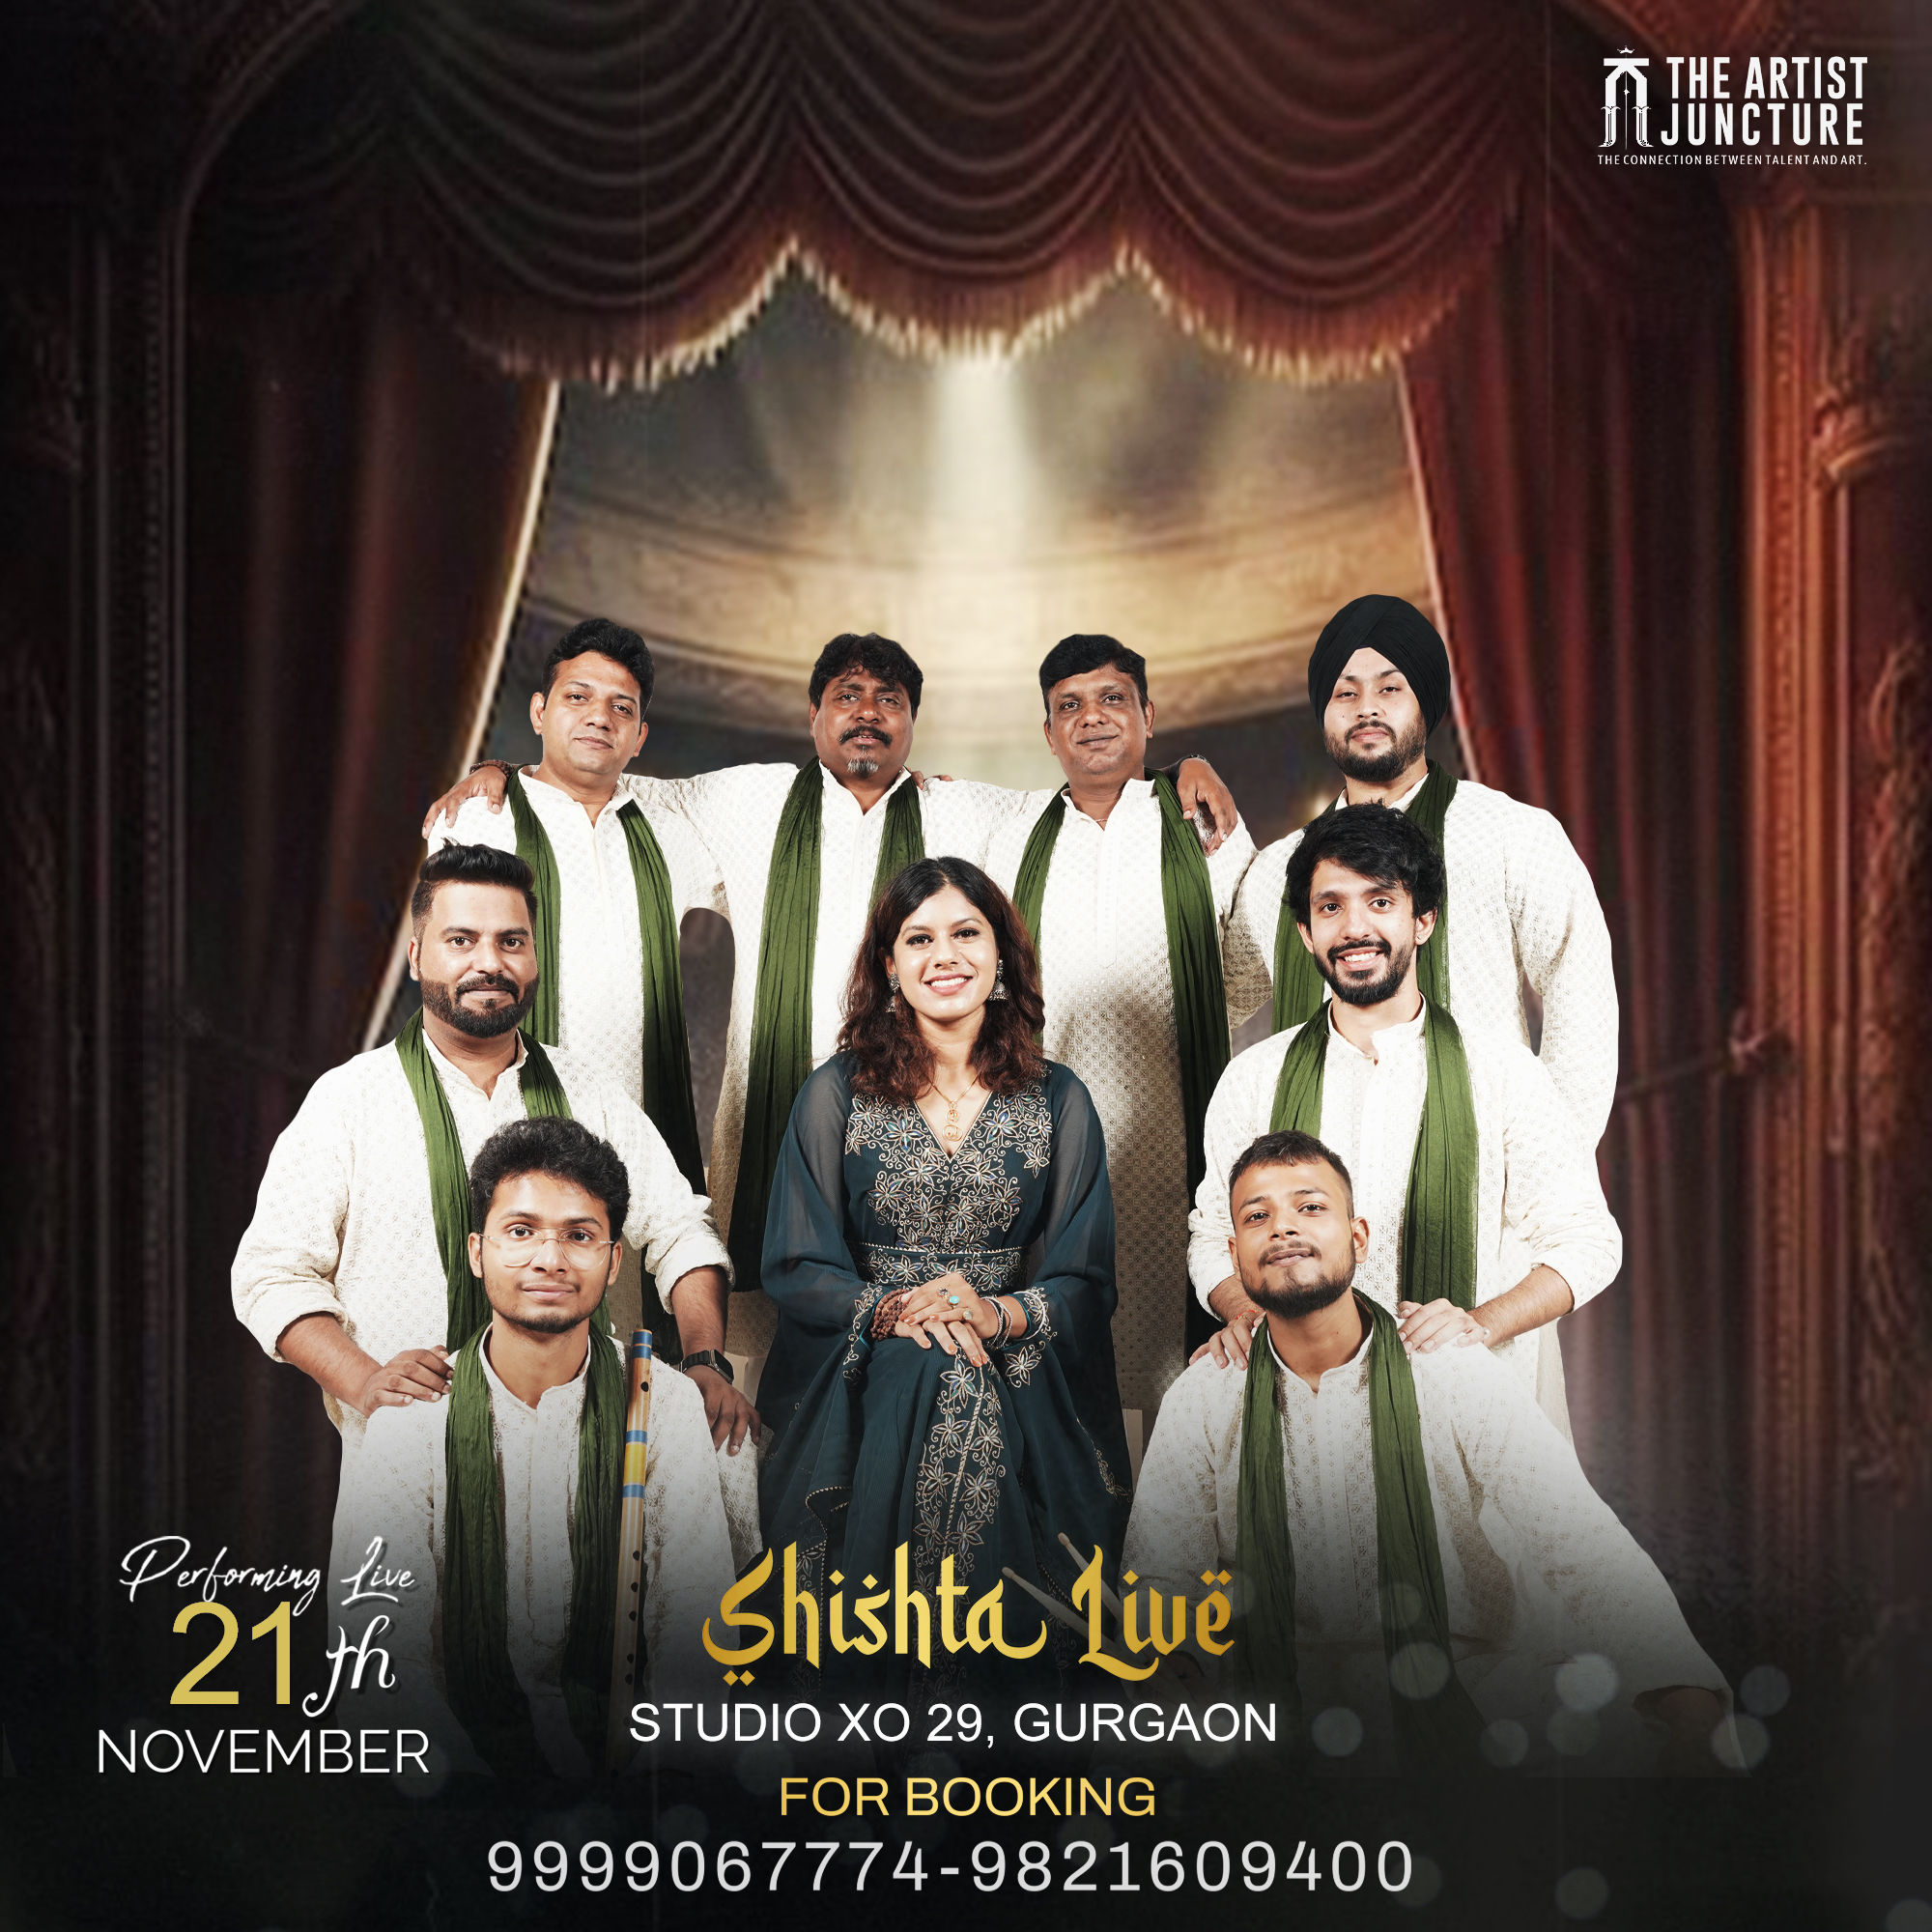 THE ARTIST
JUNCTURE
THE CONNECTION BETWEEN TALENT AND ART.
Performing Live
21th
NOVEMBER
Shishta Live
STUDIO XO 29, GURGAON
FOR BOOKING
9999067774-9821609400